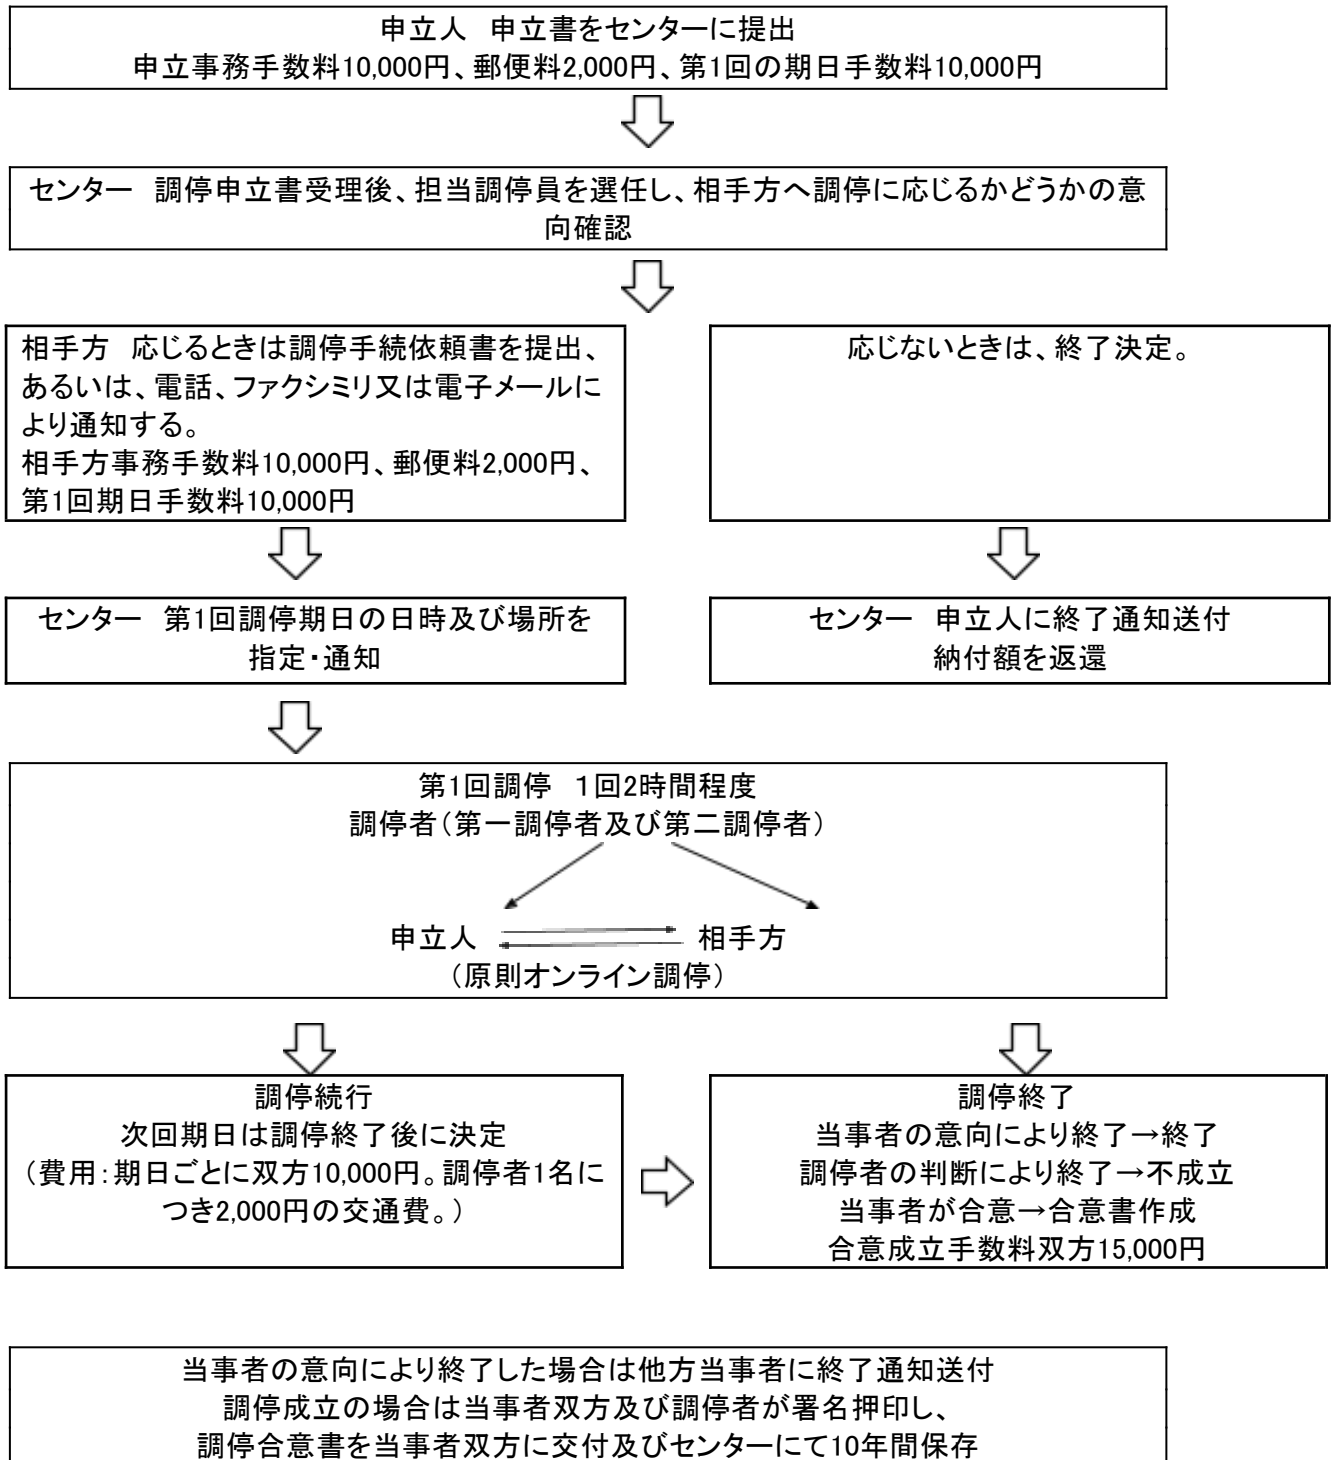 申立人　申立書をセンターに提出
申立事務手数料10,000円、郵便料2,000円、第1回の期日手数料10,000円
センター　調停申立書受理後、担当調停員を選任し、相手方へ調停に応じるかどうかの意
向確認
相手方　応じるときは調停手続依頼書を提出、
あるいは、電話、ファクシミリ又は電子メールに
より通知する。
相手方事務手数料10,000円、郵便料2,000円、
第1回期日手数料10,000円
応じないときは、終了決定。
センター　第1回調停期日の日時及び場所を
指定・通知
センター　申立人に終了通知送付
納付額を返還
第1回調停　１回2時間程度
調停者（第一調停者及び第二調停者）
申立人　相手方
（原則オンライン調停）
調停続行
次回期日は調停終了後に決定
（費用：期日ごとに双方10,000円。調停者1名に
つき2,000円の交通費。）
調停終了
当事者の意向により終了→終了
調停者の判断により終了→不成立
当事者が合意→合意書作成
合意成立手数料双方15,000円
当事者の意向により終了した場合は他方当事者に終了通知送付
調停成立の場合は当事者双方及び調停者が署名押印し、
調停合意書を当事者双方に交付及びセンターにて10年間保存